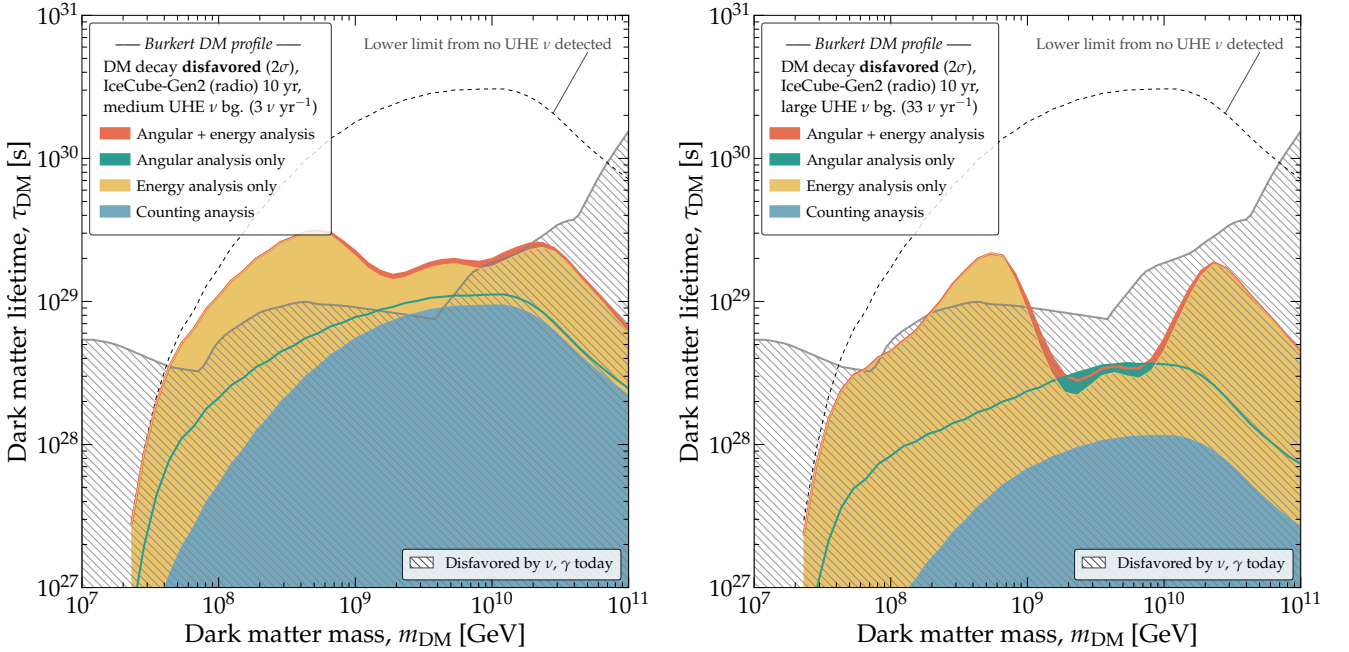 — Burkert DM profile —
DM decay disfavored (2σ),
IceCube-Gen2 (radio) 10 yr,
medium UHE ν bg. (3 ν yr⁻¹)
Angular + energy analysis
Angular analysis only
Energy analysis only
Counting anaysis
Lower limit from no UHE ν detected
Disfavored by ν, γ today
10³¹
10³⁰
10²⁹
10²⁸
10²⁷
Dark matter lifetime, τ_DM [s]
10⁷
10⁸
10⁹
10¹⁰
10¹¹
Dark matter mass, m_DM [GeV]
— Burkert DM profile —
DM decay disfavored (2σ),
IceCube-Gen2 (radio) 10 yr,
large UHE ν bg. (33 ν yr⁻¹)
Angular + energy analysis
Angular analysis only
Energy analysis only
Counting anaysis
Lower limit from no UHE ν detected
Disfavored by ν, γ today
10³¹
10³⁰
10²⁹
10²⁸
10²⁷
Dark matter lifetime, τ_DM [s]
10⁷
10⁸
10⁹
10¹⁰
10¹¹
Dark matter mass, m_DM [GeV]